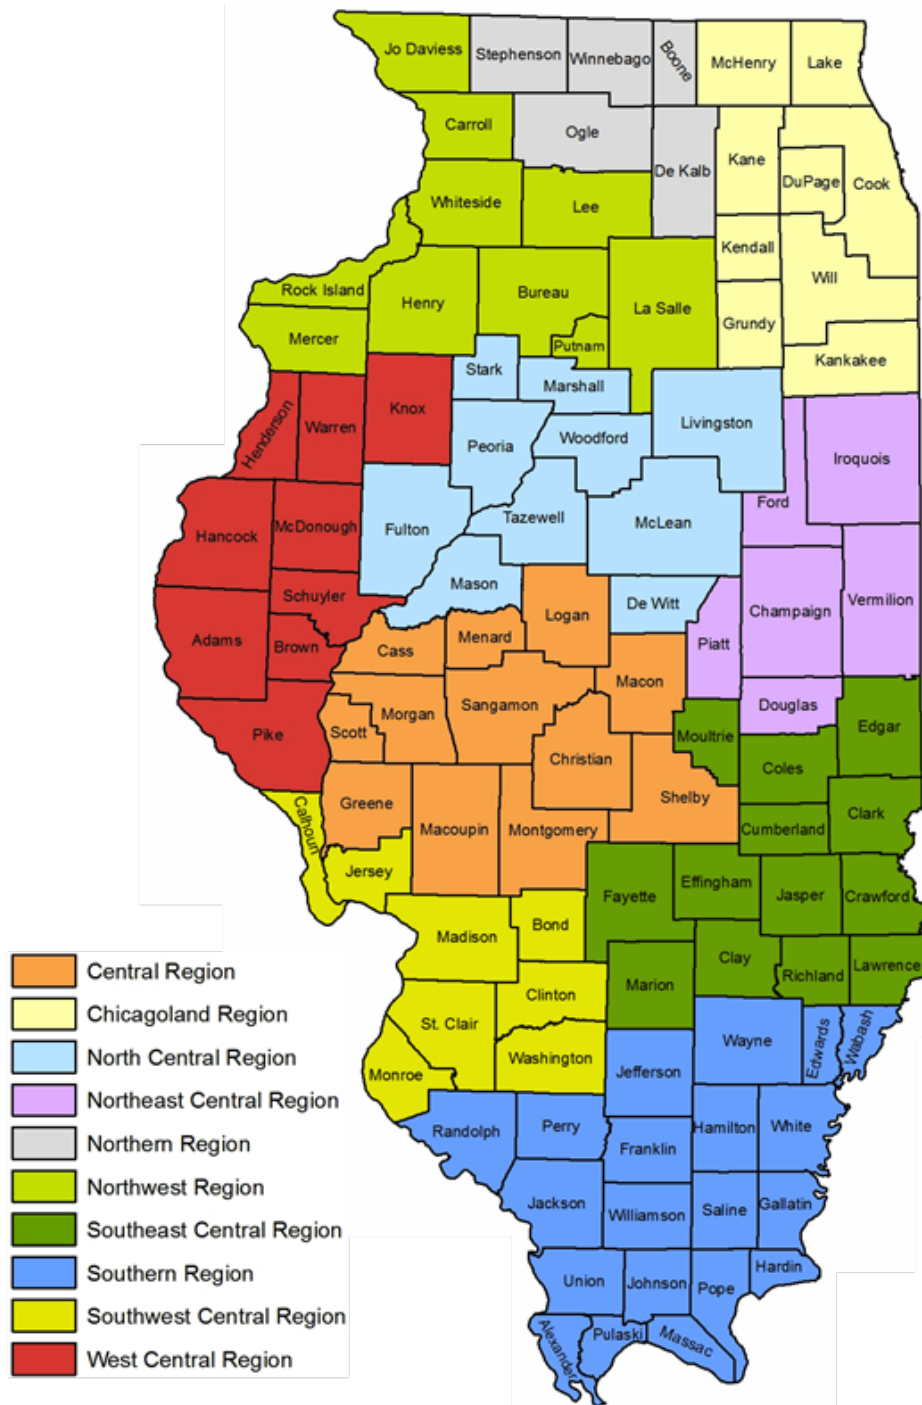 Jo Daviess
Stephenson
Winnebago
Boone
McHenry
Lake
Carroll
Ogle
De Kalb
Kane
DuPage
Cook
Whiteside
Lee
Kendall
Will
Rock Island
Henry
Bureau
La Salle
Grundy
Mercer
Putnam
Kankakee
Stark
Marshall
Henderson
Warren
Knox
Peoria
Woodford
Livingston
Iroquois
Ford
Hancock
McDonough
Fulton
Tazewell
McLean
Schuyler
Mason
De Witt
Champaign
Vermilion
Adams
Brown
Cass
Menard
Logan
Piatt
Macon
Pike
Scott
Morgan
Sangamon
Douglas
Edgar
Moultrie
Christian
Coles
Calhoun
Greene
Macoupin
Montgomery
Shelby
Cumberland
Clark
Jersey
Fayette
Effingham
Jasper
Crawford
Madison
Bond
Clay
Richland
Lawrence
Marion
Clinton
St. Clair
Washington
Wayne
Edwards
Wabash
Monroe
Jefferson
Randolph
Perry
Franklin
Hamilton
White
Jackson
Williamson
Saline
Gallatin
Union
Johnson
Pope
Hardin
Alexander
Pulaski
Massac
Central Region
Chicagoland Region
North Central Region
Northeast Central Region
Northern Region
Northwest Region
Southeast Central Region
Southern Region
Southwest Central Region
West Central Region